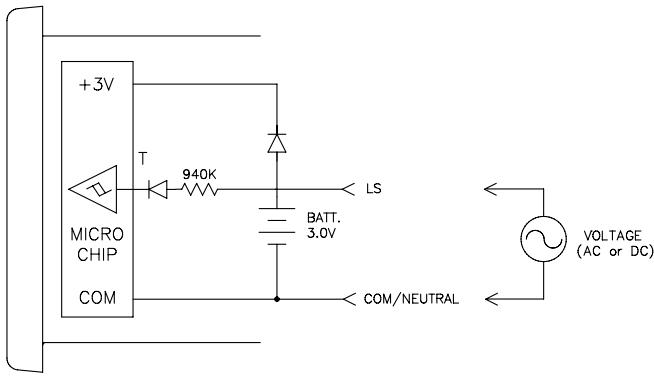 +3V
T
940K
LS
BATT.
3.0V
MICRO
CHIP
VOLTAGE
(AC or DC)
COM
COM/NEUTRAL